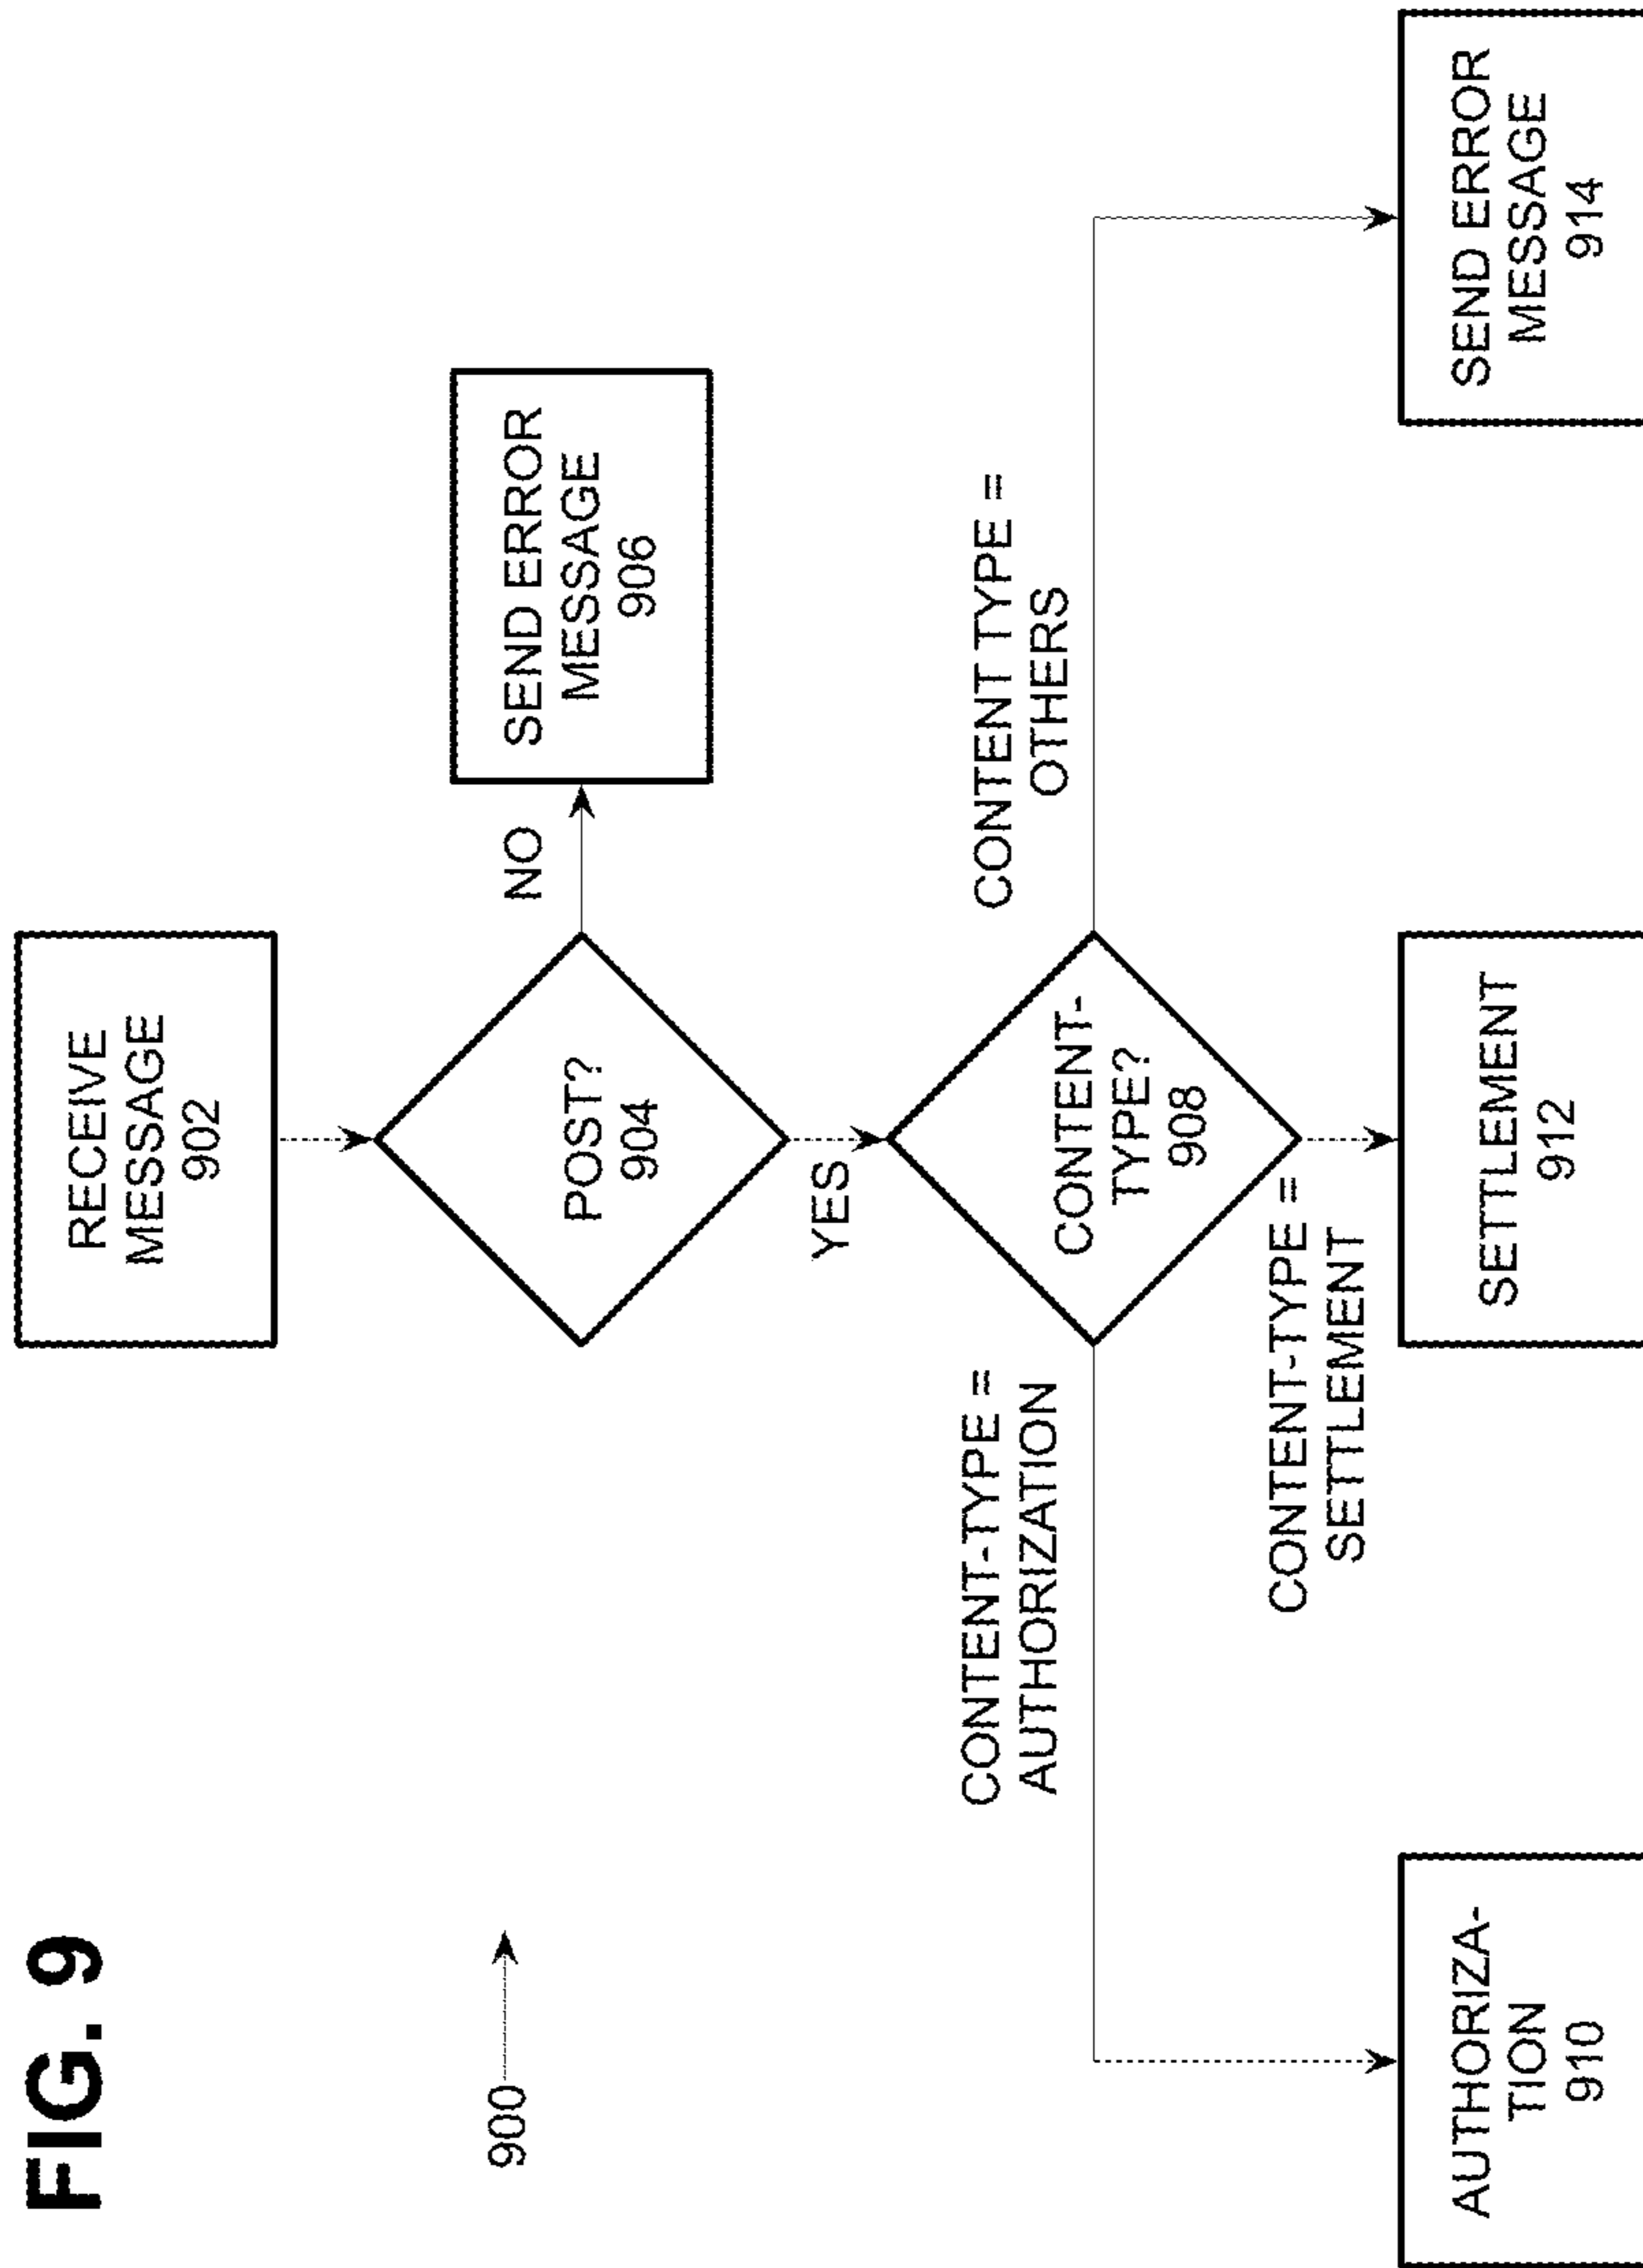 FIG. 9
900
RECEIVE
MESSAGE
902
POST?
904
NO
SEND ERROR
MESSAGE
906
YES
CONTENT-
TYPE?
908
CONTENT-TYPE =
AUTHORIZATION
CONTENT-TYPE =
SETTLEMENT
CONTENT TYPE =
OTHERS
AUTHORIZA-
TION
910
SETTLEMENT
912
SEND ERROR
MESSAGE
914